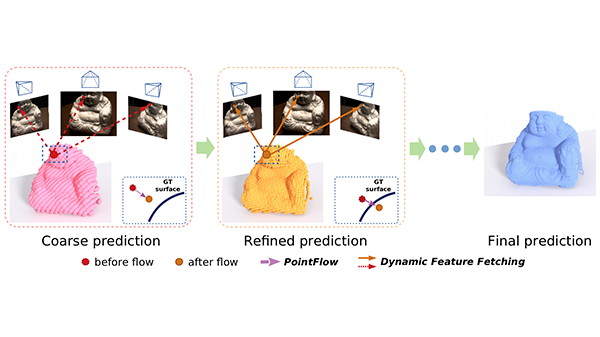 GT
surface
GT
surface
Coarse prediction
Refined prediction
Final prediction
before flow
after flow
PointFlow
Dynamic Feature Fetching